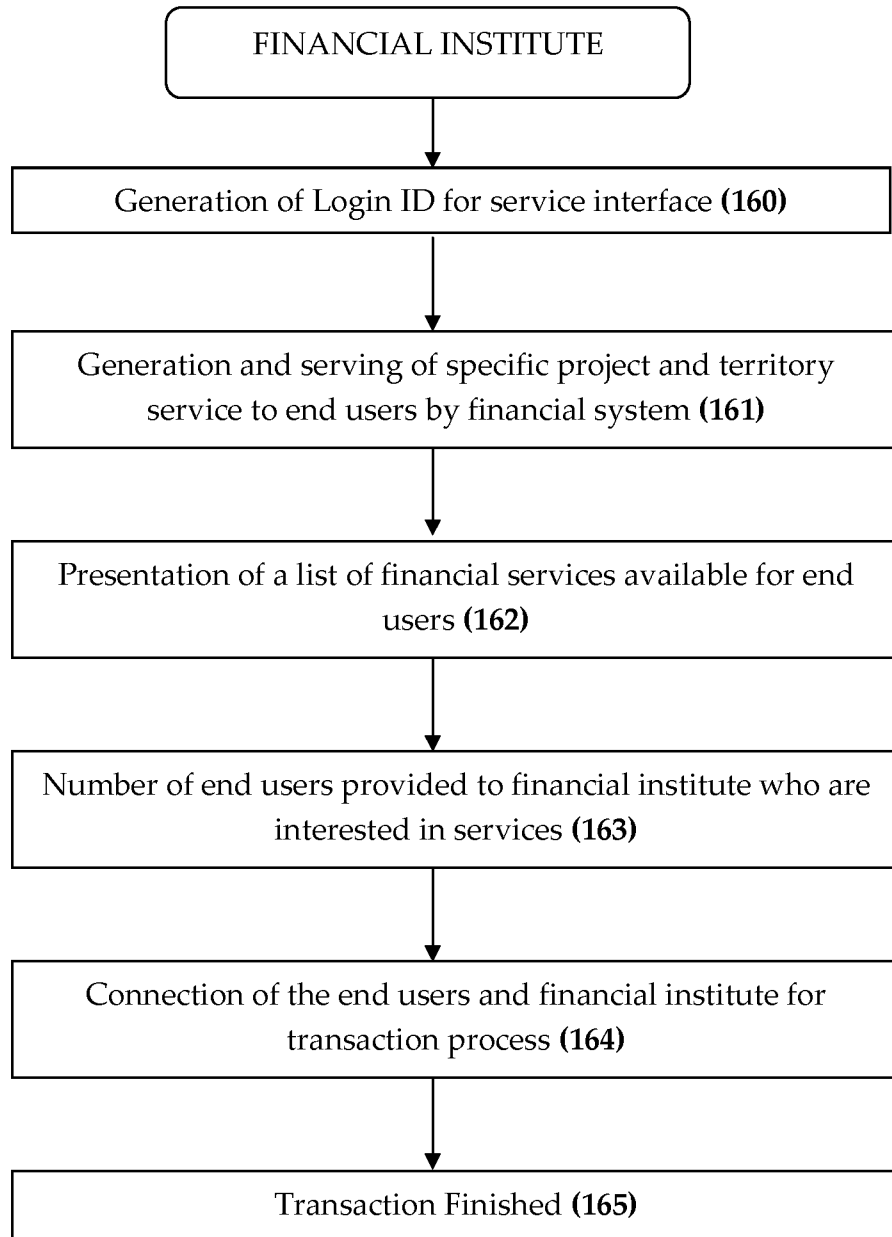 FINANCIAL INSTITUTE
Generation of Login ID for service interface (160)
Generation and serving of specific project and territory
service to end users by financial system (161)
Presentation of a list of financial services available for end
users (162)
Number of end users provided to financial institute who are
interested in services (163)
Connection of the end users and financial institute for
transaction process (164)
Transaction Finished (165)